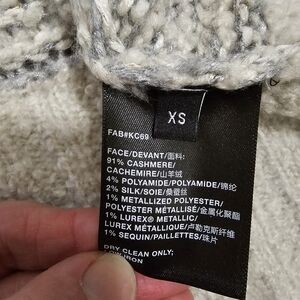 XS
FAB#KC69
FACE/DEVANT/面料:
91% CASHMERE/
CACHEMIRE/山羊绒
4% POLYAMIDE/POLYAMIDE/锦纶
2% SILK/SOIE/桑蚕丝
1% METALLIZED POLYESTER/
POLYESTER MÉTALLISÉ/金属化聚酯
1% LUREX® METALLIC/
LUREX MÉTALLIQUE/卢勒克斯纤维
1% SEQUIN/PAILLETTES/珠片
DRY CLEAN ONLY;
IRON